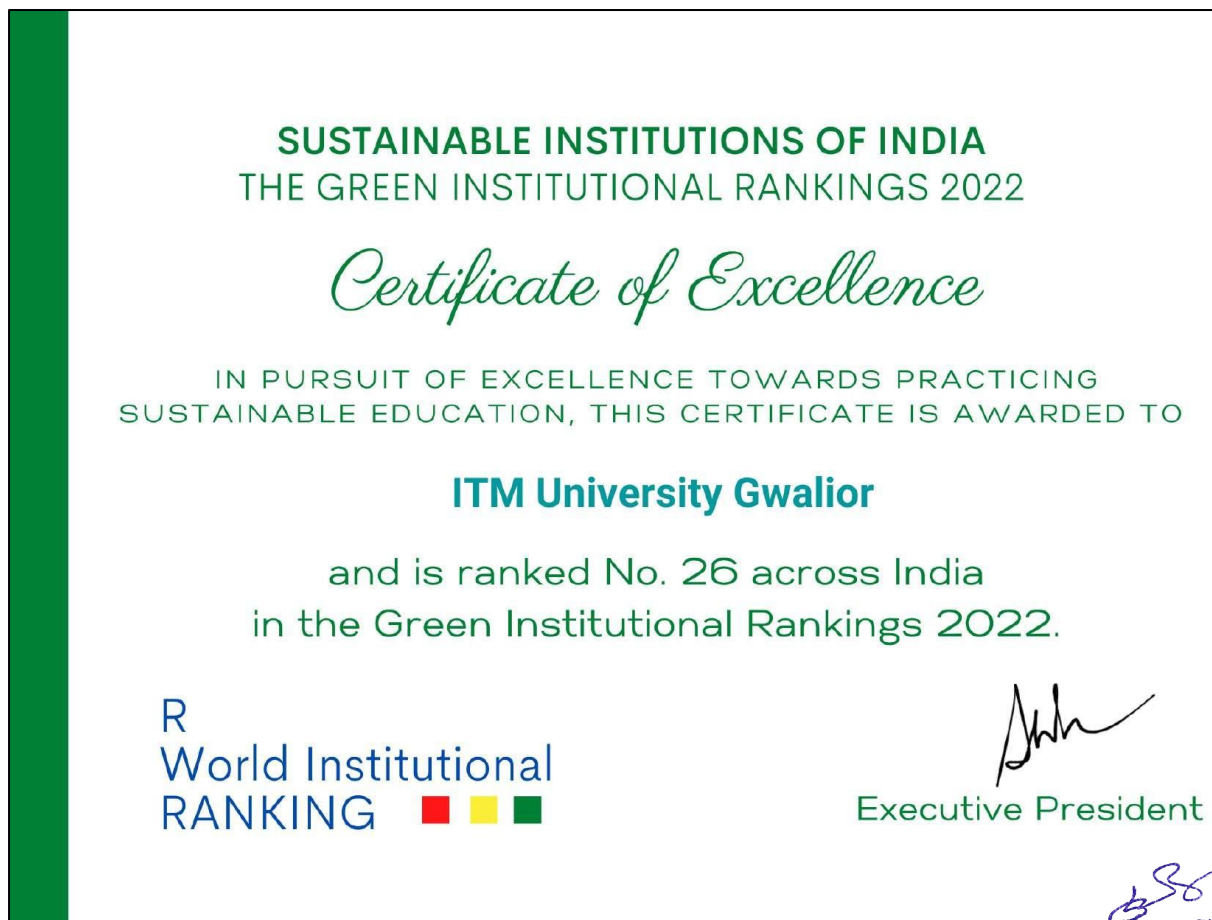 SUSTAINABLE INSTITUTIONS OF INDIA
THE GREEN INSTITUTIONAL RANKINGS 2022
Certificate of Excellence
IN PURSUIT OF EXCELLENCE TOWARDS PRACTICING
SUSTAINABLE EDUCATION, THIS CERTIFICATE IS AWARDED TO
ITM University Gwalior
and is ranked No. 26 across India
in the Green Institutional Rankings 2022.
R
World Institutional
RANKING
Executive President